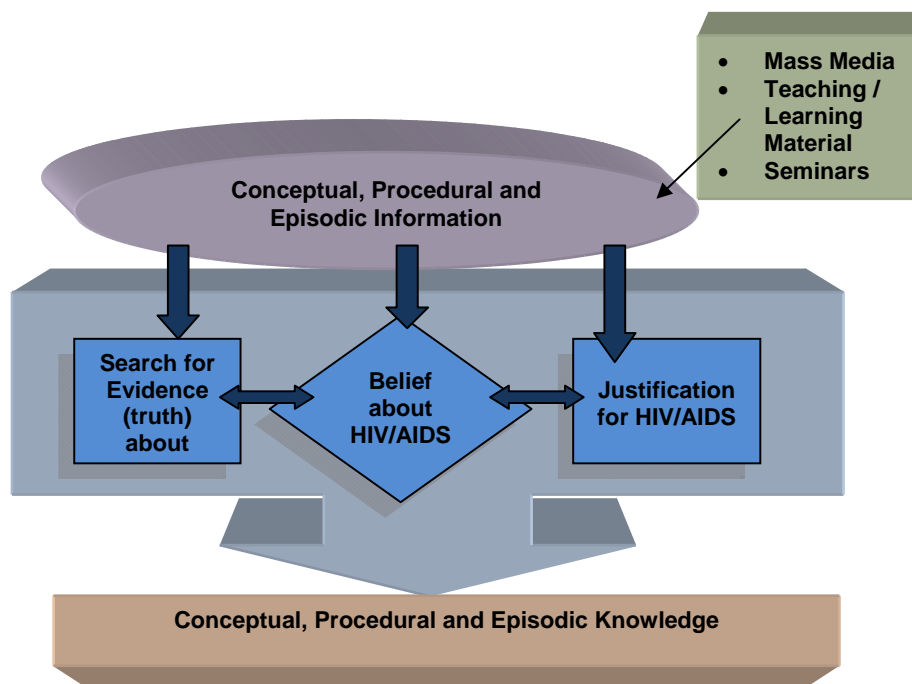 • Mass Media
• Teaching /
Learning
Material
• Seminars
Conceptual, Procedural and
Episodic Information
Search for
Evidence
(truth)
about
Belief
about
HIV/AIDS
Justification
for HIV/AIDS
Conceptual, Procedural and Episodic Knowledge